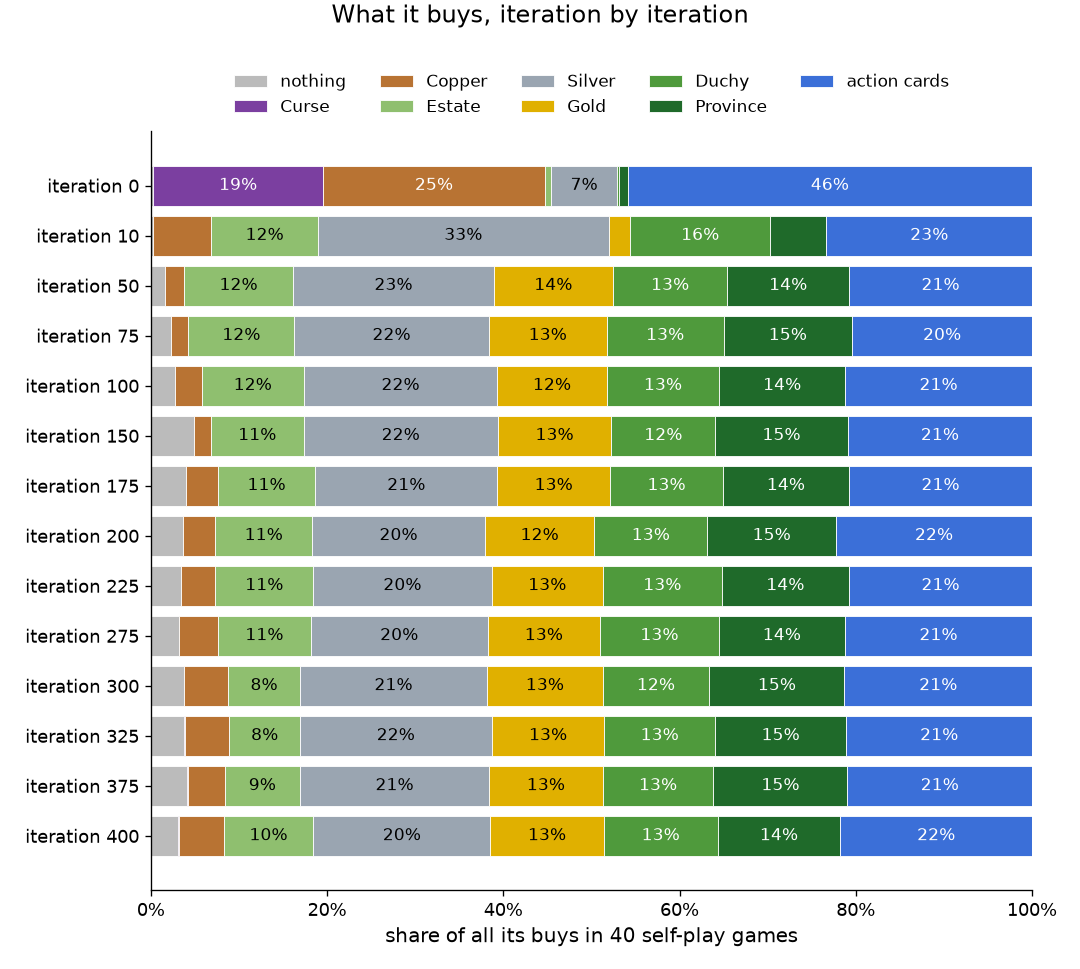 What it buys, iteration by iteration
nothing Copper Silver Duchy action cards
Curse Estate Gold Province
iteration 0 19% 25% 7% 46%
iteration 10 12% 33% 16% 23%
iteration 50 12% 23% 14% 13% 14% 21%
iteration 75 12% 22% 13% 13% 15% 20%
iteration 100 12% 22% 12% 13% 14% 21%
iteration 150 11% 22% 13% 12% 15% 21%
iteration 175 11% 21% 13% 13% 14% 21%
iteration 200 11% 20% 12% 13% 15% 22%
iteration 225 11% 20% 13% 13% 14% 21%
iteration 275 11% 20% 13% 13% 14% 21%
iteration 300 8% 21% 13% 12% 15% 21%
iteration 325 8% 22% 13% 13% 15% 21%
iteration 375 9% 21% 13% 13% 15% 21%
iteration 400 10% 20% 13% 13% 14% 22%
0% 20% 40% 60% 80% 100%
share of all its buys in 40 self-play games